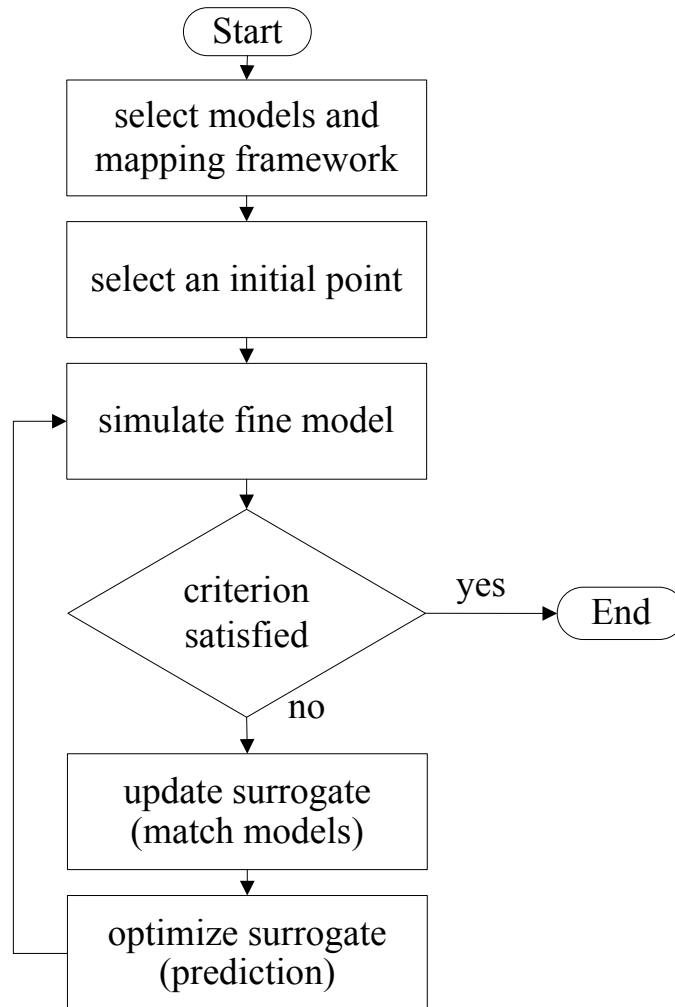 Start
select models and
mapping framework
select an initial point
simulate fine model
criterion
satisfied
yes
End
no
update surrogate
(match models)
optimize surrogate
(prediction)